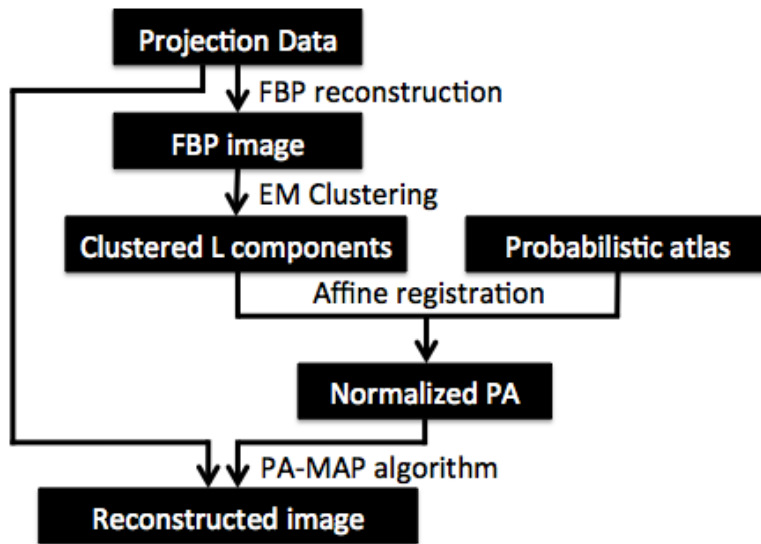 Projection Data
FBP reconstruction
FBP image
EM Clustering
Clustered L components
Probabilistic atlas
Affine registration
Normalized PA
PA-MAP algorithm
Reconstructed image